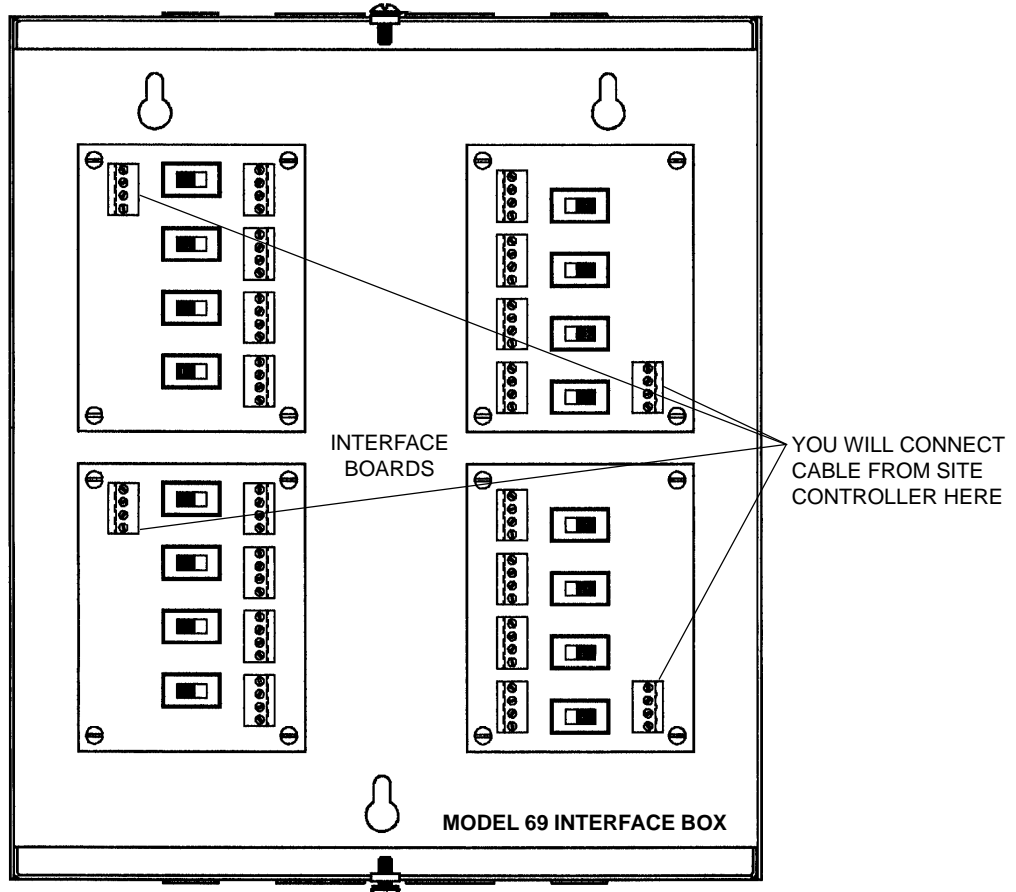 INTERFACE
BOARDS
YOU WILL CONNECT
CABLE FROM SITE
CONTROLLER HERE
MODEL 69 INTERFACE BOX